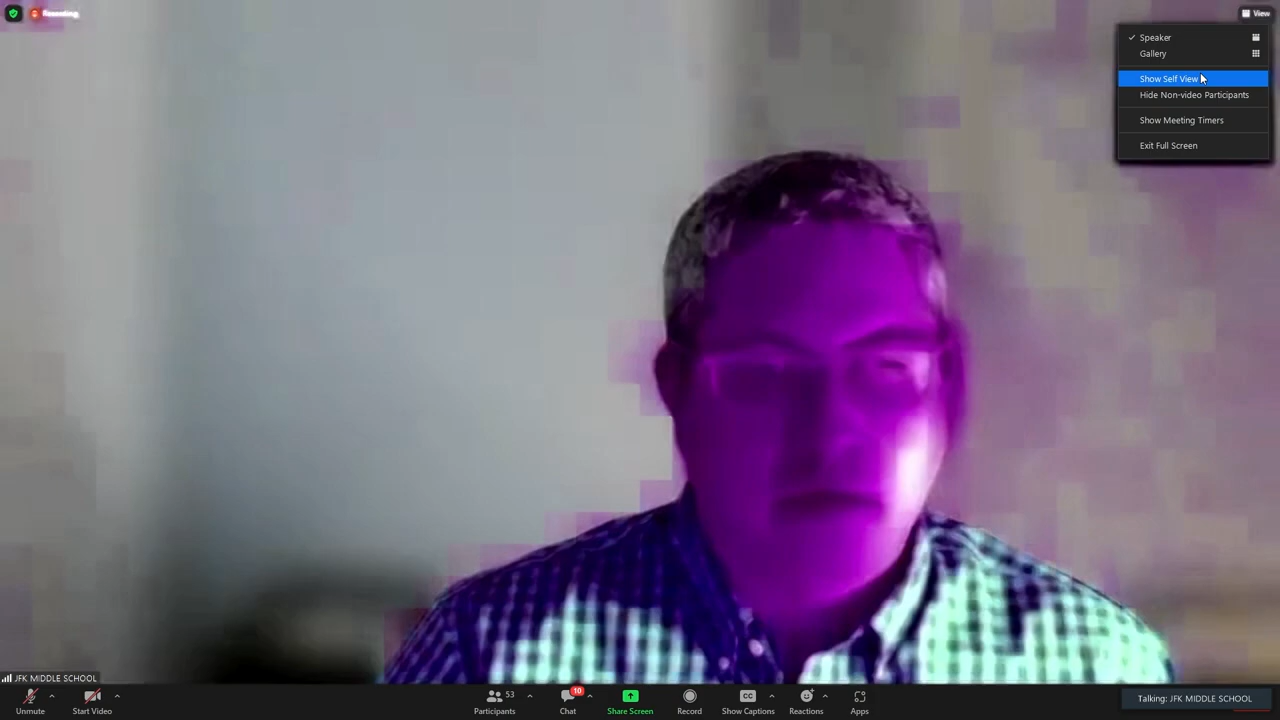 Recording
View
Speaker
Gallery
Show Self View
Hide Non-video Participants
Show Meeting Timers
Exit Full Screen
JFK MIDDLE SCHOOL
Unmute
Start Video
53
Participants
10
Chat
Share Screen
Record
CC
Show Captions
Reactions
Apps
Talking: JFK MIDDLE SCHOOL